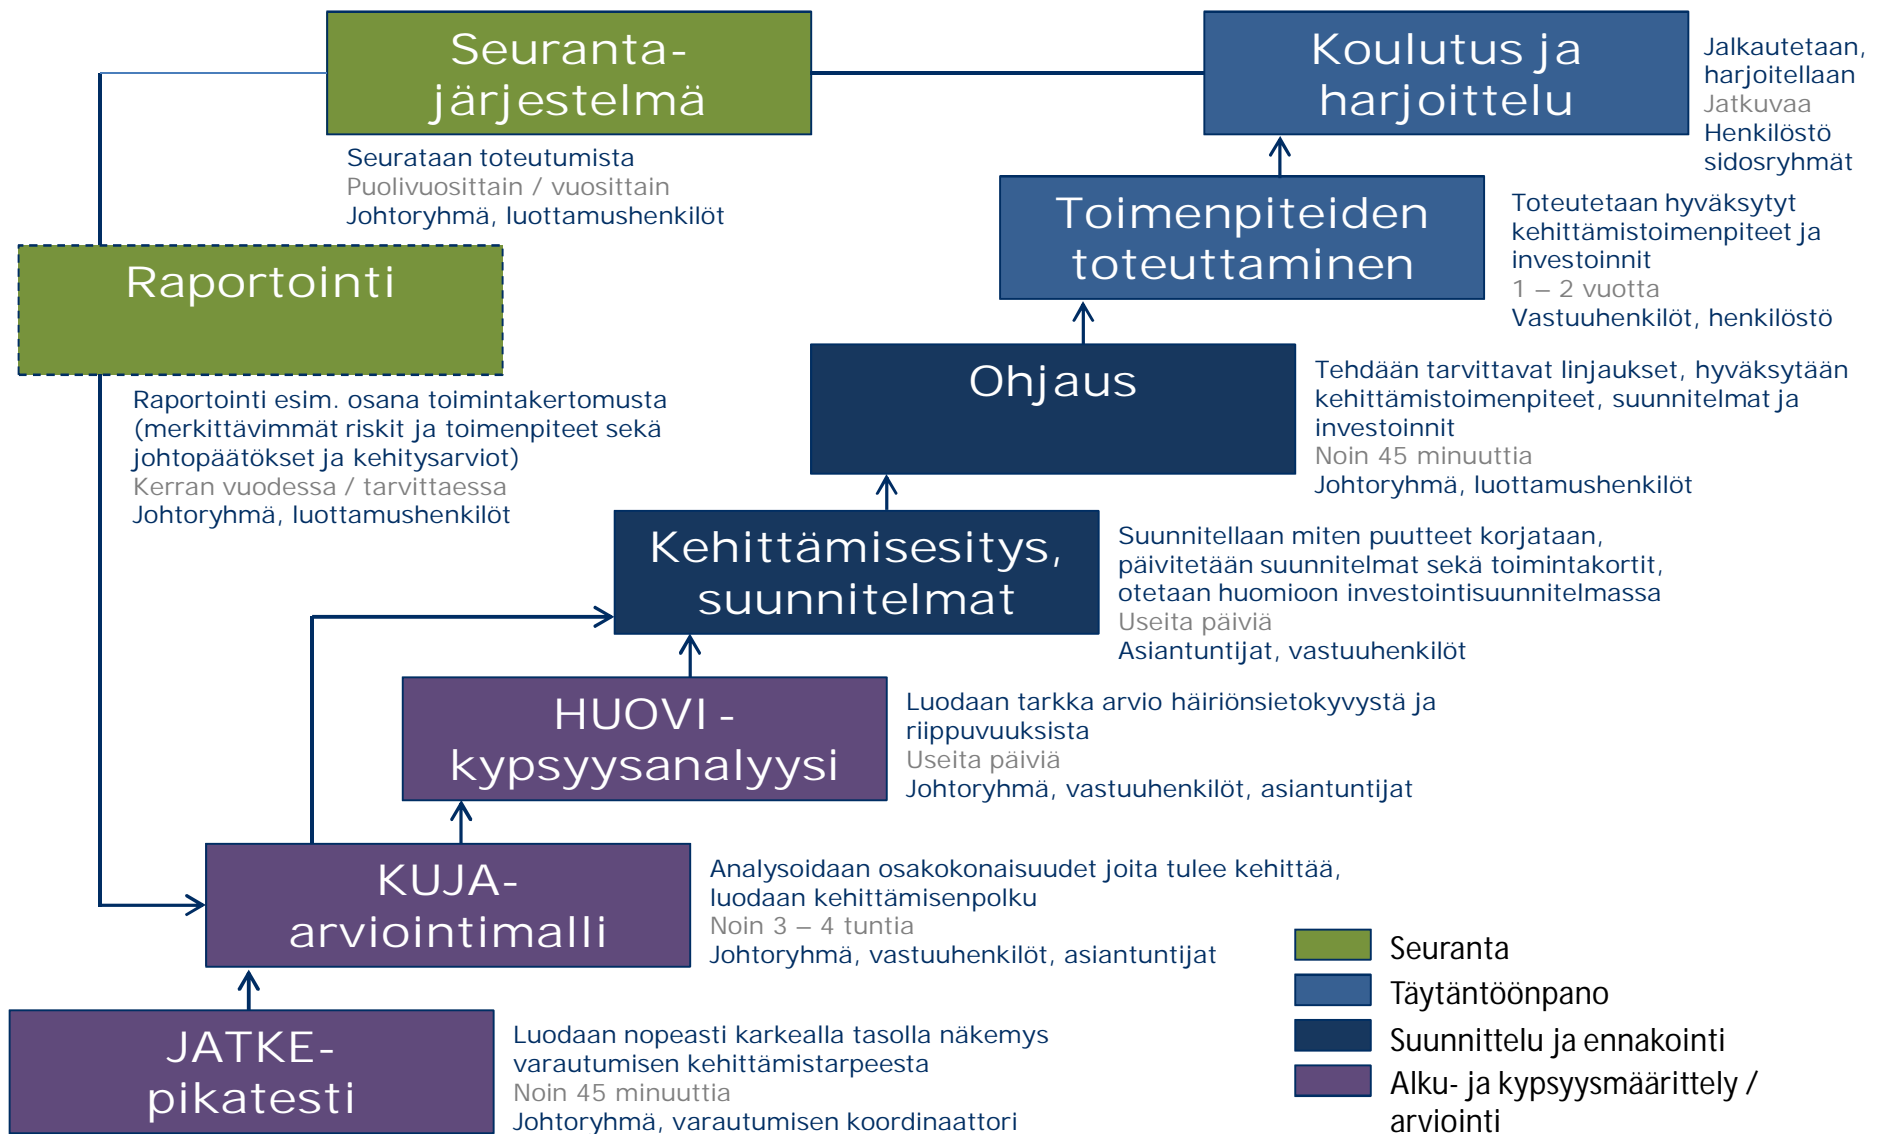 Seuranta-
järjestelmä
Seurataan toteutumista
Puolivuosittain / vuosittain
Johtoryhmä, luottamushenkilöt
Koulutus ja
harjoittelu
Jalkautetaan,
harjoitellaan
Jatkuvaa
Henkilöstö
sidosryhmät
Toimenpiteiden
toteuttaminen
Toteutetaan hyväksytyt
kehittämistoimenpiteet ja
investoinnit
1 – 2 vuotta
Vastuuhenkilöt, henkilöstö
Raportointi
Raportointi esim. osana toimintakertomusta
(merkittävimmät riskit ja toimenpiteet sekä
johtopäätökset ja kehitysarviot)
Kerran vuodessa / tarvittaessa
Johtoryhmä, luottamushenkilöt
Ohjaus
Tehdään tarvittavat linjaukset, hyväksytään
kehittämistoimenpiteet, suunnitelmat ja
investoinnit
Noin 45 minuuttia
Johtoryhmä, luottamushenkilöt
Kehittämisesitys,
suunnitelmat
Suunnitellaan miten puutteet korjataan,
päivitetään suunnitelmat sekä toimintakortit,
otetaan huomioon investointisuunnitelmassa
Useita päiviä
Asiantuntijat, vastuuhenkilöt
HUOVI -
kypsyysanalyysi
Luodaan tarkka arvio häiriönsietokyvystä ja
riippuvuuksista
Useita päiviä
Johtoryhmä, vastuuhenkilöt, asiantuntijat
KUJA-
arviointimalli
Analysoidaan osakokonaisuudet joita tulee kehittää,
luodaan kehittämisenpolku
Noin 3 – 4 tuntia
Johtoryhmä, vastuuhenkilöt, asiantuntijat
JATKE-
pikatesti
Luodaan nopeasti karkealla tasolla näkemys
varautumisen kehittämistarpeesta
Noin 45 minuuttia
Johtoryhmä, varautumisen koordinaattori
Seuranta
Täytäntöönpano
Suunnittelu ja ennakointi
Alku- ja kypsyysmäärittely /
arviointi